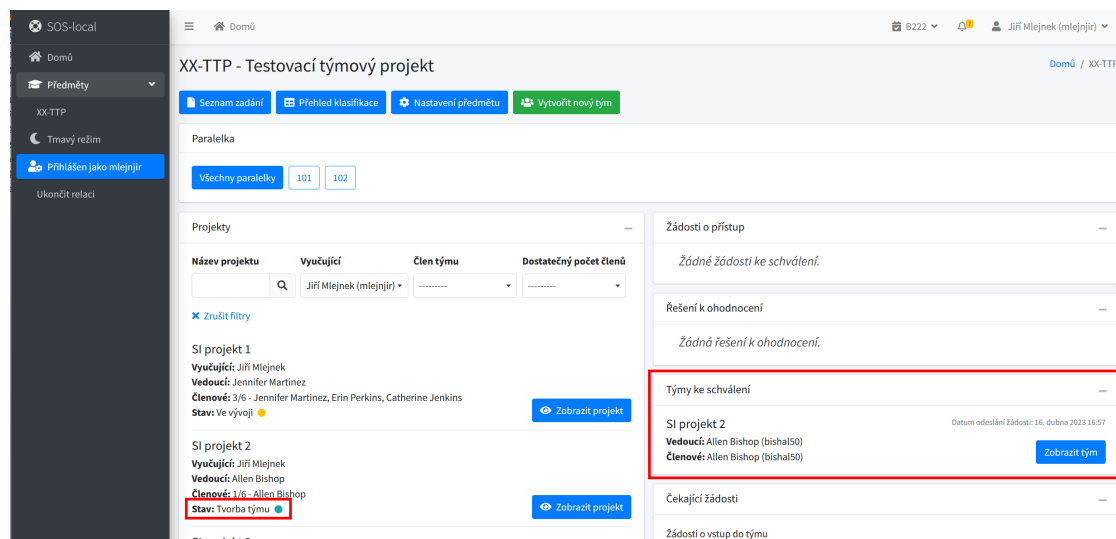 SOS-local
Domů
B222
Jiří Mlejnek (mlejnjir)
Domů
Předměty
XX-TTP
Tmavý režim
Přihlášen jako mlejnjir
Ukončit relaci
XX-TTP - Testovací týmový projekt
Domů / XX-TTP
Seznam zadání
Přehled klasifikace
Nastavení předmětu
Vytvořit nový tým
Paralelka
Všechny paralelky
101
102
Projekty
Název projektu
Vyučující
Člen týmu
Dostatečný počet členů
Jiří Mlejnek (mlejnjir)
---------
---------
Zrušit filtry
SI projekt 1
Vyučující: Jiří Mlejnek
Vedoucí: Jennifer Martinez
Členové: 3/6 - Jennifer Martinez, Erin Perkins, Catherine Jenkins
Stav: Ve vývoji
Zobrazit projekt
SI projekt 2
Vyučující: Jiří Mlejnek
Vedoucí: Allen Bishop
Členové: 1/6 - Allen Bishop
Stav: Tvorba týmu
Zobrazit projekt
Žádosti o přístup
Žádné žádosti ke schválení.
Řešení k ohodnocení
Žádná řešení k ohodnocení.
Týmy ke schválení
SI projekt 2
Datum odeslání žádosti: 16. dubna 2023 16:57
Vedoucí: Allen Bishop (bishal50)
Členové: Allen Bishop (bishal50)
Zobrazit tým
Čekající žádosti
Žádosti o vstup do týmu